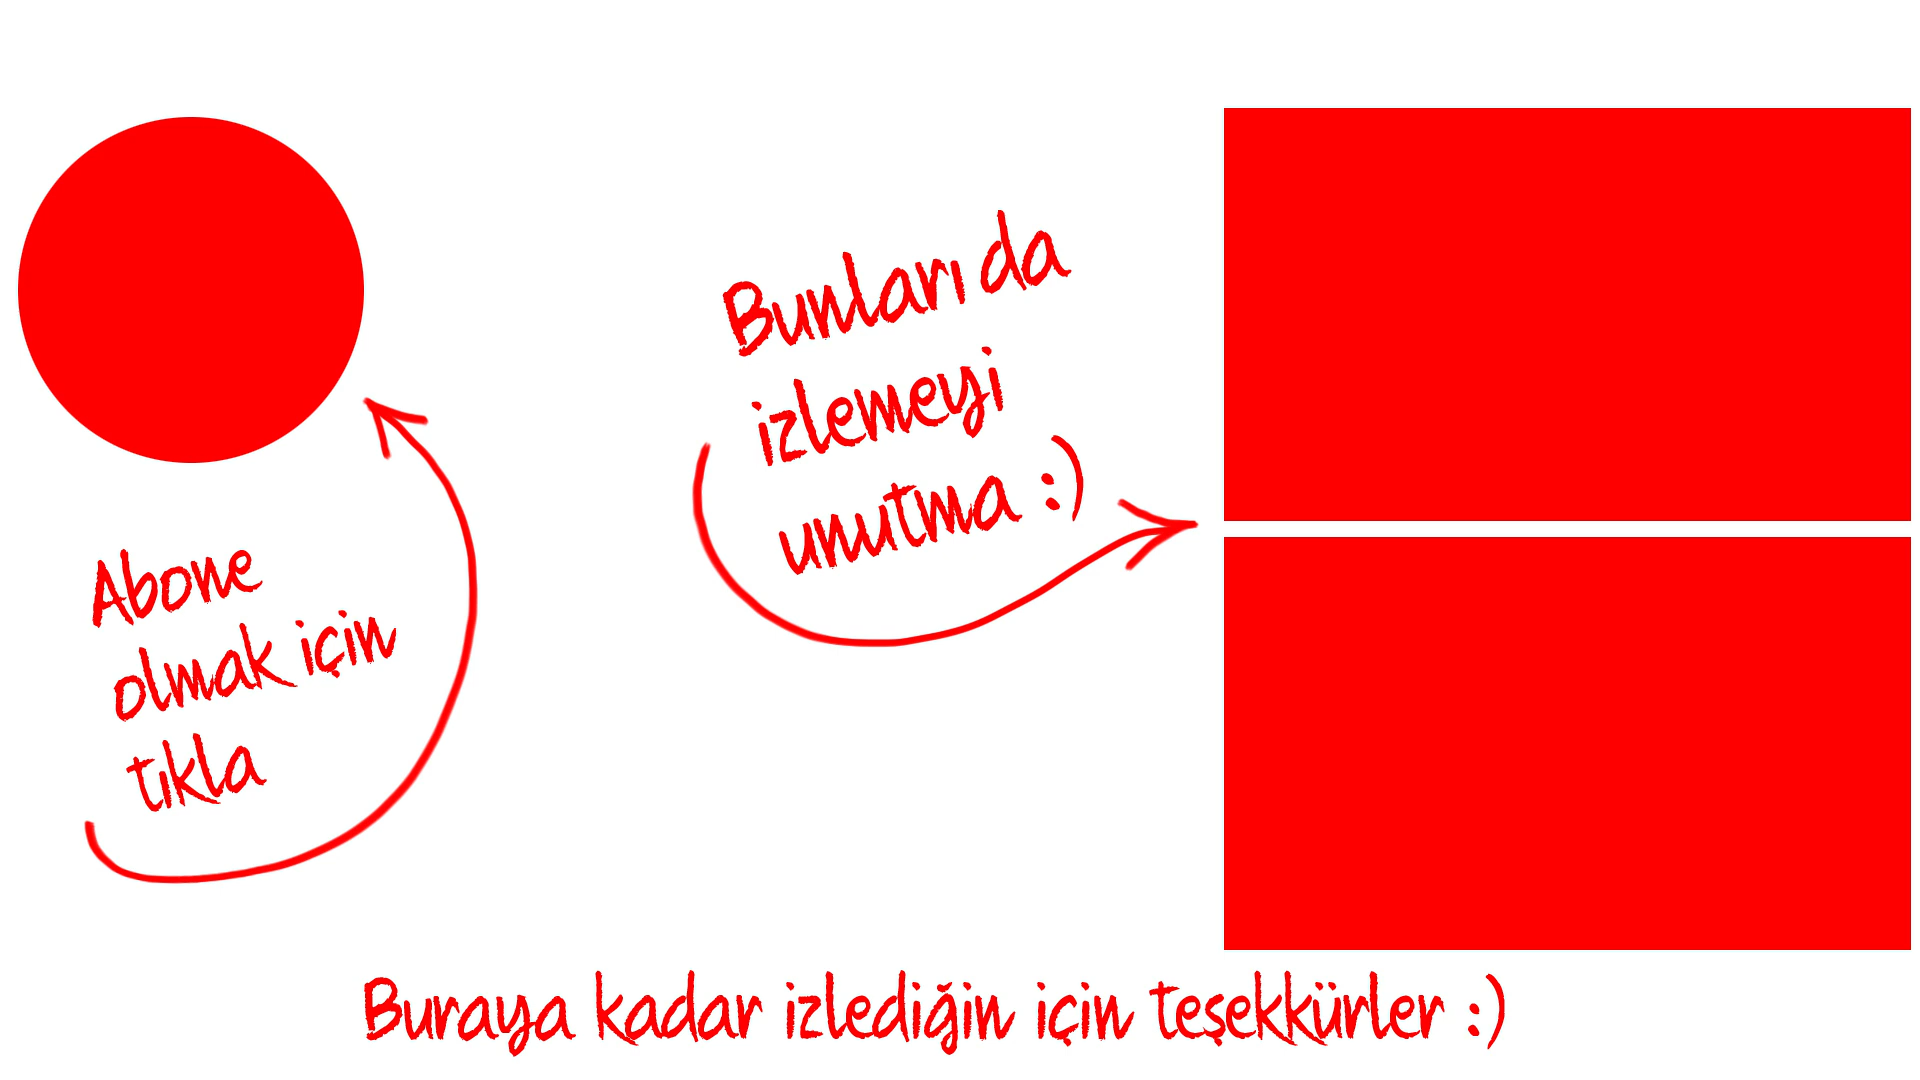 Abone
olmak için
tıkla
Bunları da
izlemeyi
unutma :)
Buraya kadar izlediğin için teşekkürler :)